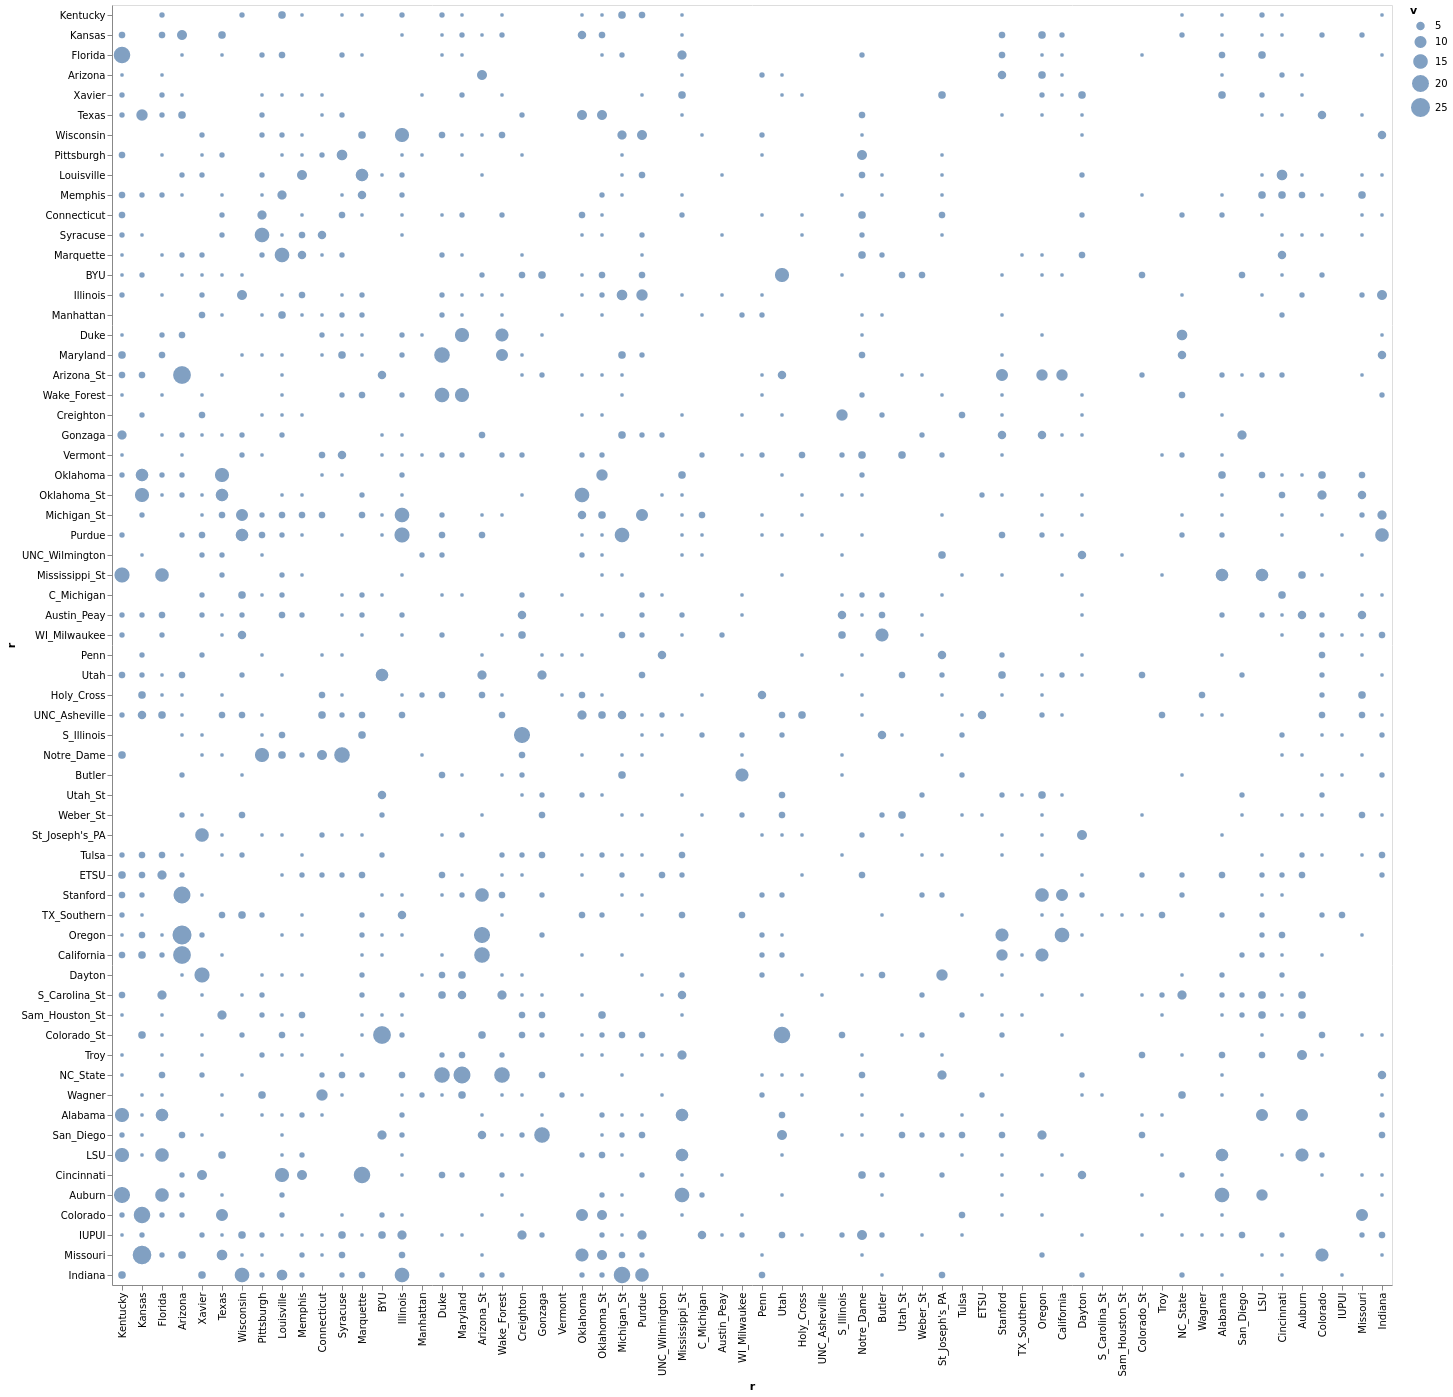 v
5
10
15
20
25
Kentucky
Kansas
Florida
Arizona
Xavier
Texas
Wisconsin
Pittsburgh
Louisville
Memphis
Connecticut
Syracuse
Marquette
BYU
Illinois
Manhattan
Duke
Maryland
Arizona_St
Wake_Forest
Creighton
Gonzaga
Vermont
Oklahoma
Oklahoma_St
Michigan_St
Purdue
UNC_Wilmington
Mississippi_St
C_Michigan
Austin_Peay
WI_Milwaukee
Penn
Utah
Holy_Cross
UNC_Asheville
S_Illinois
Notre_Dame
Butler
Utah_St
Weber_St
St_Joseph's_PA
Tulsa
ETSU
Stanford
TX_Southern
Oregon
California
Dayton
S_Carolina_St
Sam_Houston_St
Colorado_St
Troy
NC_State
Wagner
Alabama
San_Diego
LSU
Cincinnati
Auburn
Colorado
IUPUI
Missouri
Indiana
r
Kentucky
Kansas
Florida
Arizona
Xavier
Texas
Wisconsin
Pittsburgh
Louisville
Memphis
Connecticut
Syracuse
Marquette
BYU
Illinois
Manhattan
Duke
Maryland
Arizona_St
Wake_Forest
Creighton
Gonzaga
Vermont
Oklahoma
Oklahoma_St
Michigan_St
Purdue
UNC_Wilmington
Mississippi_St
C_Michigan
Austin_Peay
WI_Milwaukee
Penn
Utah
Holy_Cross
UNC_Asheville
S_Illinois
Notre_Dame
Butler
Utah_St
Weber_St
St_Joseph's_PA
Tulsa
ETSU
Stanford
TX_Southern
Oregon
California
Dayton
S_Carolina_St
Sam_Houston_St
Colorado_St
Troy
NC_State
Wagner
Alabama
San_Diego
LSU
Cincinnati
Auburn
Colorado
IUPUI
Missouri
Indiana
r